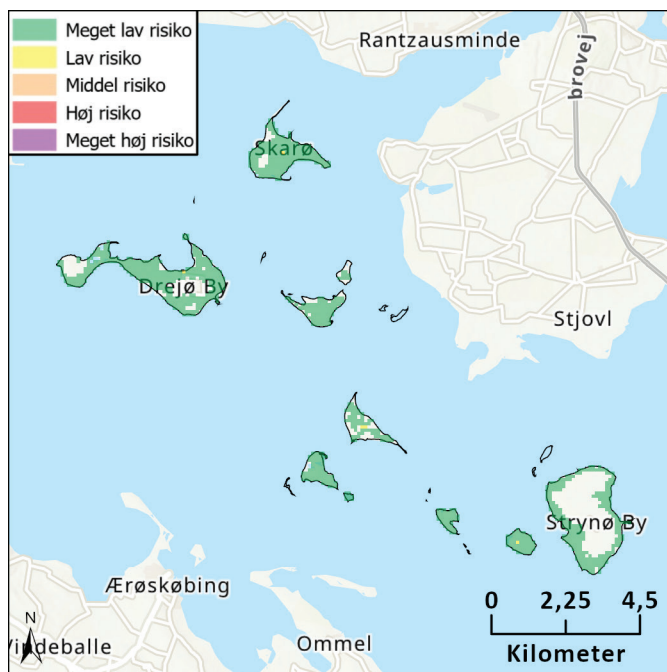 Meget lav risiko
Lav risiko
Middel risiko
Høj risiko
Meget høj risiko
Rantzausminde
brovej
Skarø
Drejø By
Stjovl
Strynø By
Ærøskøbing
0 2,25 4,5
Kilometer
N
Vindeballe
Ommel